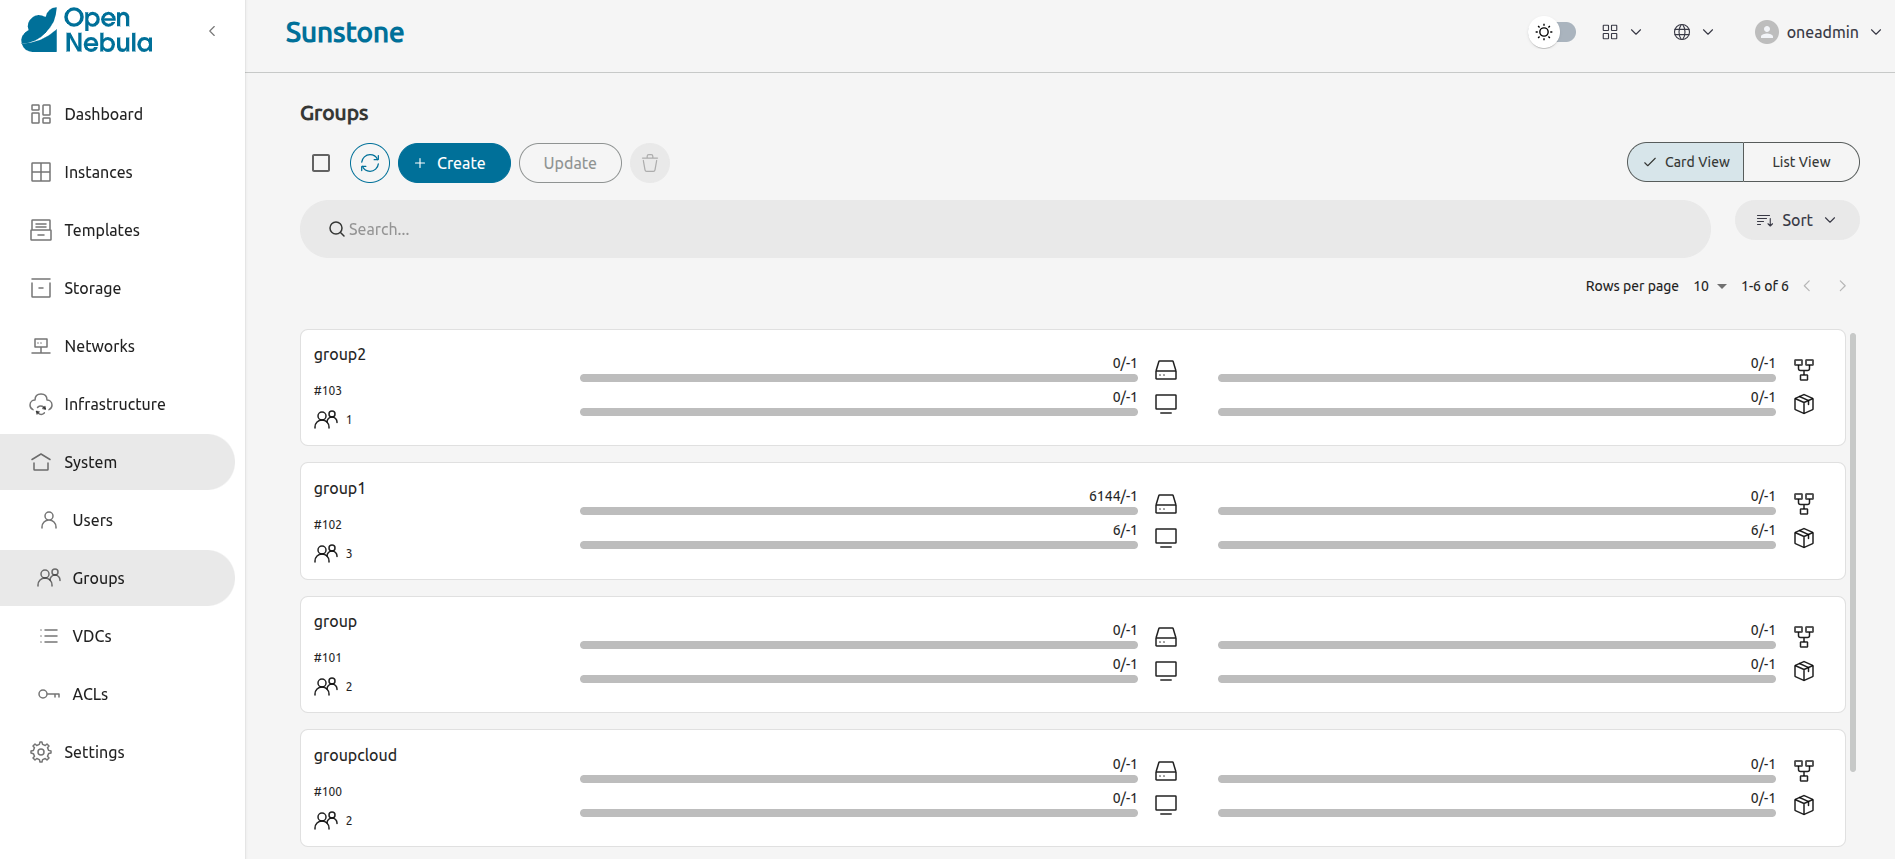 Open
Nebula
Sunstone
oneadmin
Dashboard
Instances
Templates
Storage
Networks
Infrastructure
System
Users
Groups
VDCs
ACLs
Settings
Groups
Create
Update
Card View
List View
Search...
Sort
Rows per page 10 1-6 of 6
group2
#103
1
0/-1
0/-1
0/-1
0/-1
group1
#102
3
6144/-1
6/-1
0/-1
6/-1
group
#101
2
0/-1
0/-1
0/-1
0/-1
groupcloud
#100
2
0/-1
0/-1
0/-1
0/-1